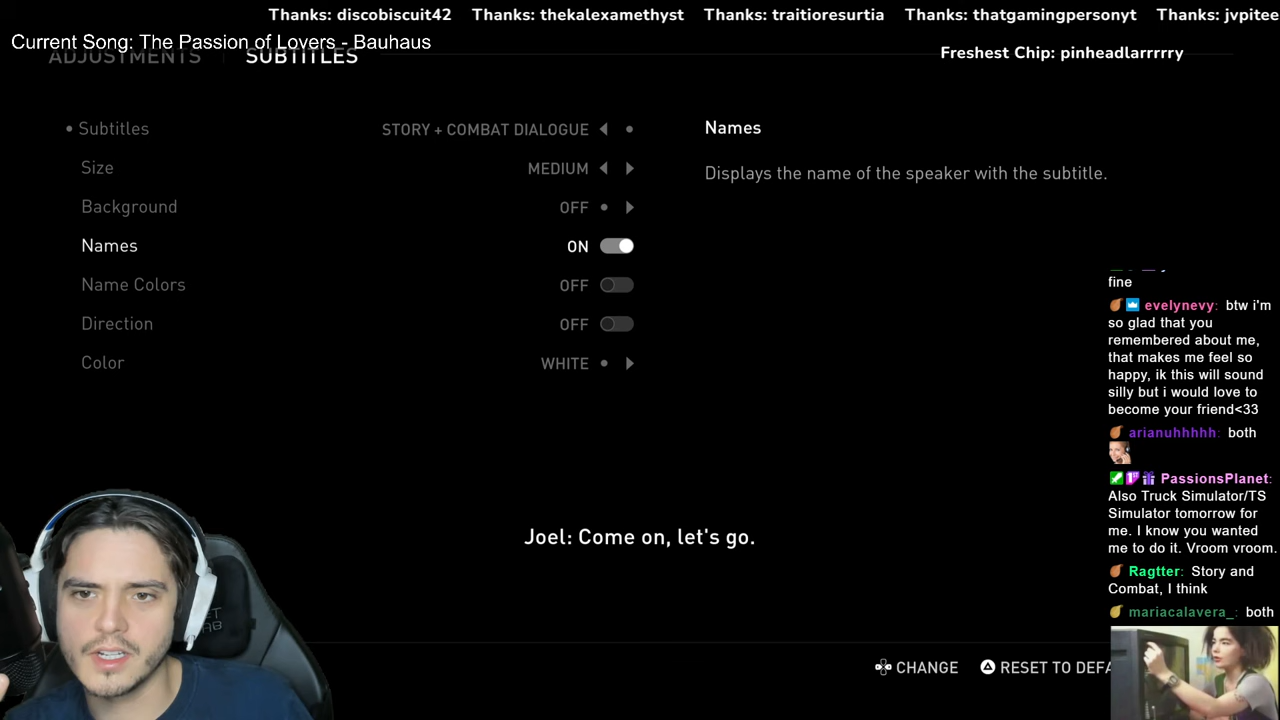 Thanks: discobiscuit42 Thanks: thekalexamethyst Thanks: traitioresurtia Thanks: thatgamingpersonyt Thanks: jvpitee
Current Song: The Passion of Lovers - Bauhaus
Freshest Chip: pinheadlarrrrry
ADJUSTMENTS SUBTITLES
Subtitles STORY + COMBAT DIALOGUE
Size MEDIUM
Background OFF
Names ON
Name Colors OFF
Direction OFF
Color WHITE
Names
Displays the name of the speaker with the subtitle.
fine
evelynevy: btw i'm
so glad that you
remembered about me,
that makes me feel so
happy, ik this will sound
silly but i would love to
become your friend<33
arianuhhhhh: both
PassionsPlanet:
Also Truck Simulator/TS
Simulator tomorrow for
me. I know you wanted
me to do it. Vroom vroom.
Ragtter: Story and
Combat, I think
mariacalavera_: both
Joel: Come on, let's go.
CHANGE RESET TO DEFA